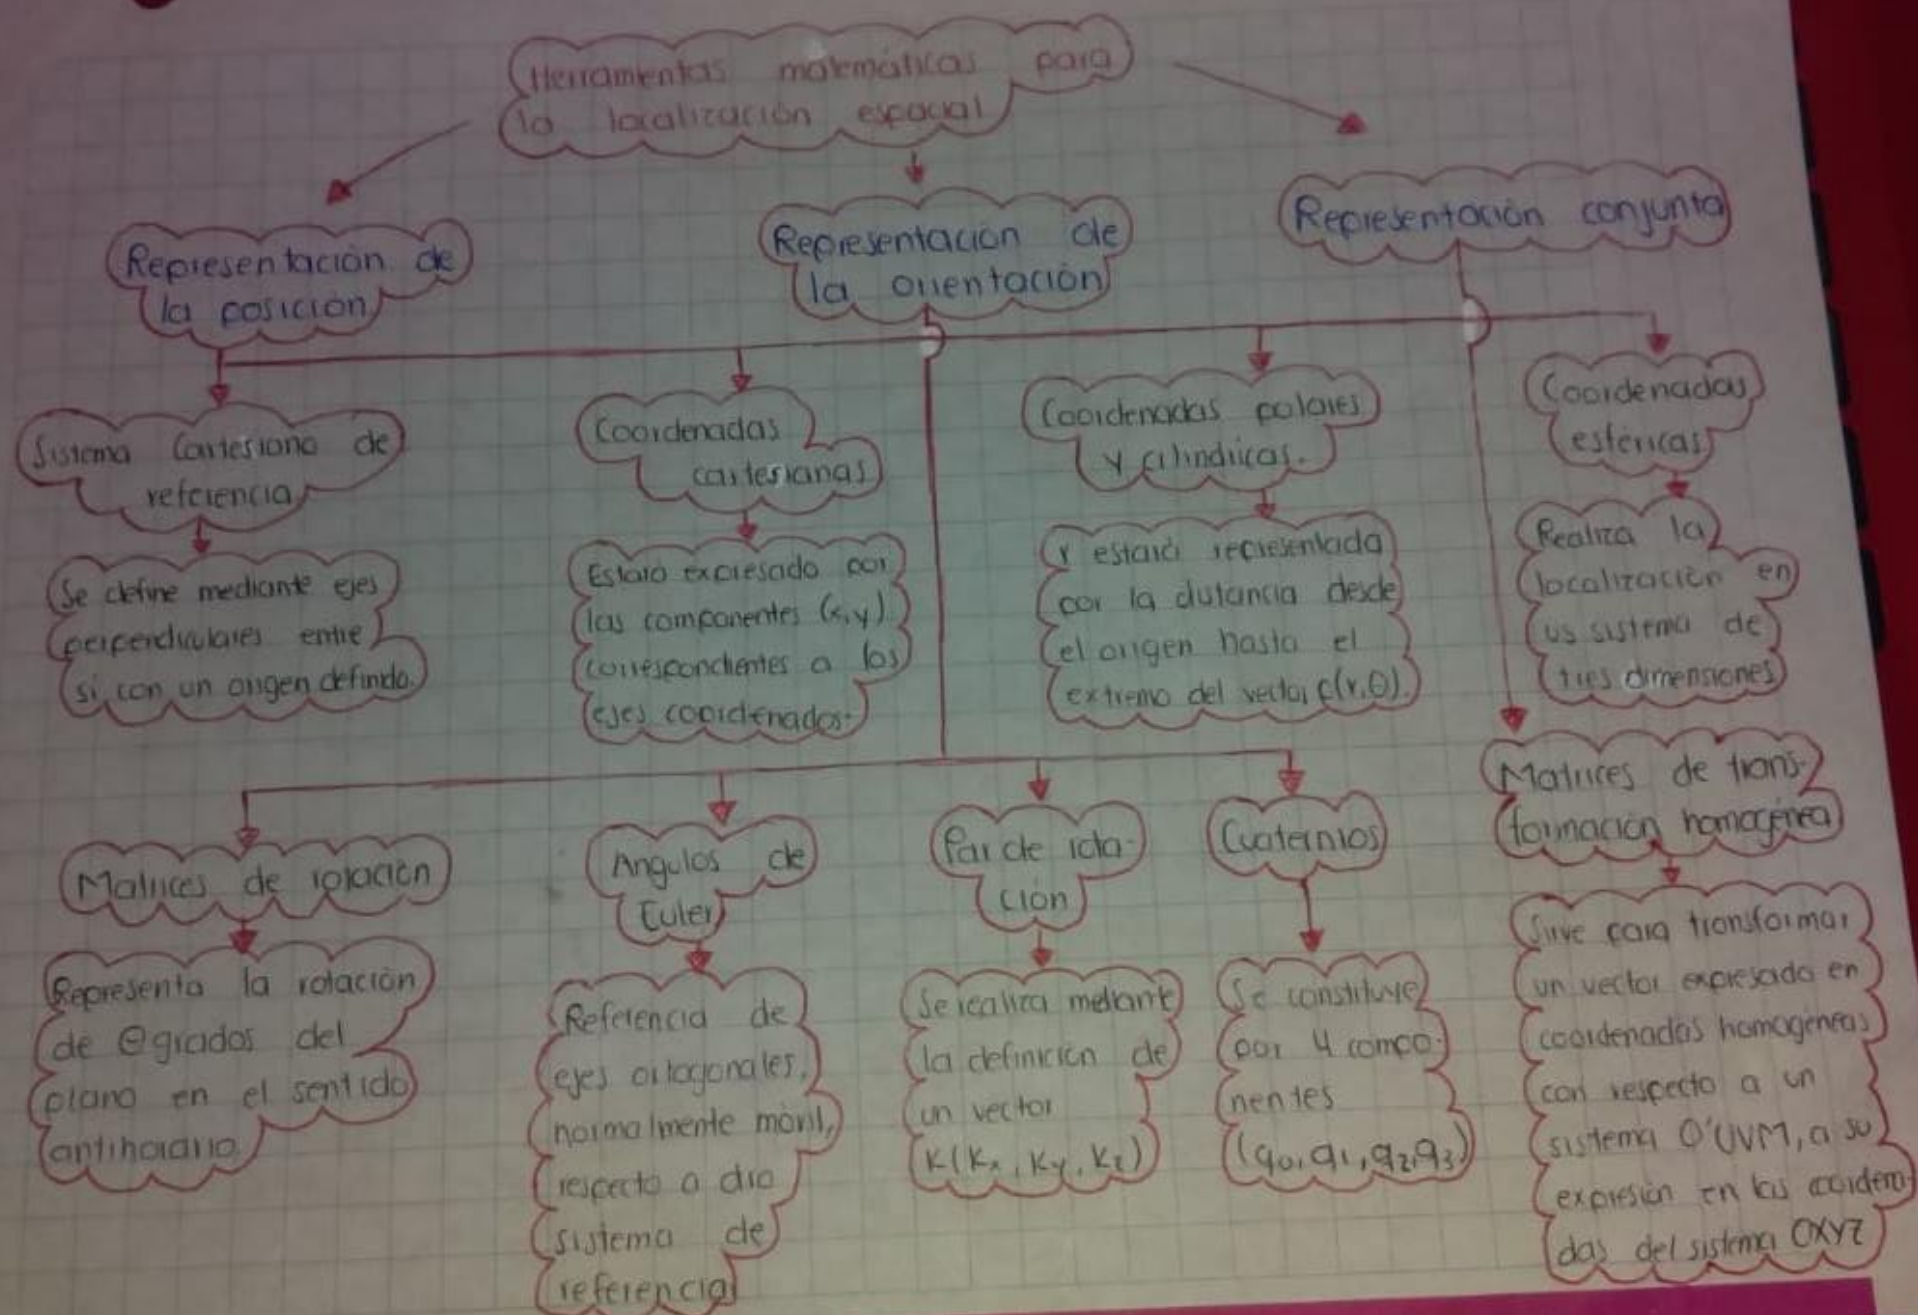 Herramientas matemáticas para
la localización espacial
Representación de
la posición
Representación de
la orientación
Representación conjunta
Sistema Cartesiano de
referencia
Coordenadas
cartesianas
Coordenadas polares
y cilindricas.
Coordenadas
esféricas
Se define mediante ejes
perpendiculares entre
si, con un origen definido.
Estará expresado por
las componentes (x,y)
correspondientes a los
ejes coordenados.
r estará representada
por la distancia desde
el origen hasta el
extremo del vector p(r,θ).
Realiza la
localización en
us sistema de
tres dimensiones
Matrices de rotación
Angulos de
Euler
Par de rota-
ción
Cuaternios
Matrices de trans-
formación homogénea
Representa la rotación
de θ grados del
plano en el sentido
antihorario.
Referencia de
ejes ortogonales,
normalmente móvil,
respecto a otro
sistema de
referencia
Se realiza mediante
la definición de
un vector
K(Kx, Ky, Kz)
Se constituye
por 4 compo-
nentes
(q0, q1, q2, q3)
Sirve para transformar
un vector expresado en
coordenadas homogeneas
con respecto a un
sistema O'UVM, a su
expresión en las coordena-
das del sistema OXYZ